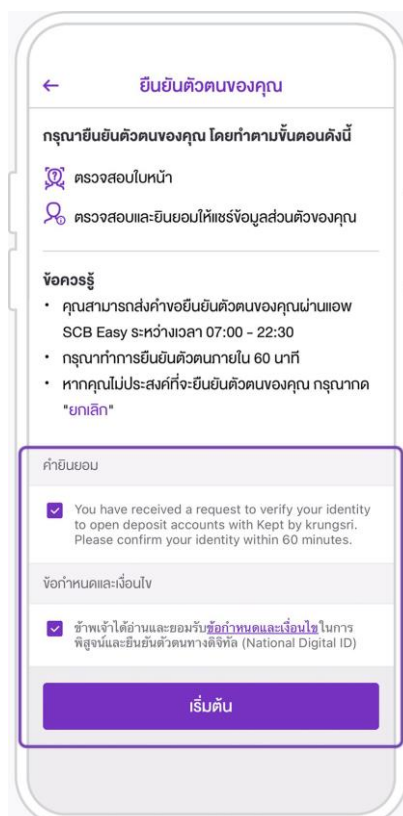 ยืนยันตัวตนของคุณ
กรุณายืนยันตัวตนของคุณ โดยทำตามขั้นตอนดังนี้
ตรวจสอบใบหน้า
ตรวจสอบและยินยอมให้แชร์ข้อมูลส่วนตัวของคุณ
ข้อควรรู้
• คุณสามารถส่งคำขอยืนยันตัวตนของคุณผ่านแอพ
SCB Easy ระหว่างเวลา 07:00 - 22:30
• กรุณาทำการยืนยันตัวตนภายใน 60 นาที
• หากคุณไม่ประสงค์ที่จะยืนยันตัวตนของคุณ กรุณากด
"ยกเลิก"
คำยินยอม
You have received a request to verify your identity
to open deposit accounts with Kept by krungsri.
Please confirm your identity within 60 minutes.
ข้อกำหนดและเงื่อนไข
ข้าพเจ้าได้อ่านและยอมรับข้อกำหนดและเงื่อนไขในการ
พิสูจน์และยืนยันตัวตนทางดิจิทัล (National Digital ID)
เริ่มต้น